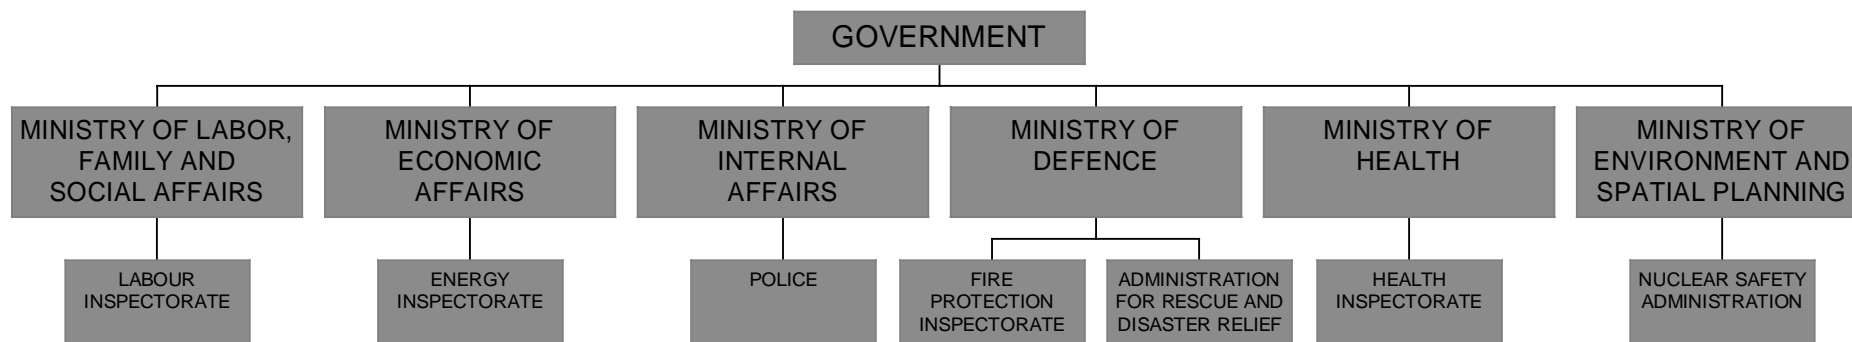 GOVERNMENT
MINISTRY OF LABOR,
FAMILY AND
SOCIAL AFFAIRS
MINISTRY OF
ECONOMIC
AFFAIRS
MINISTRY OF
INTERNAL
AFFAIRS
MINISTRY OF
DEFENCE
MINISTRY OF
HEALTH
MINISTRY OF
ENVIRONMENT AND
SPATIAL PLANNING
LABOUR
INSPECTORATE
ENERGY
INSPECTORATE
POLICE
FIRE
PROTECTION
INSPECTORATE
ADMINISTRATION
FOR RESCUE AND
DISASTER RELIEF
HEALTH
INSPECTORATE
NUCLEAR SAFETY
ADMINISTRATION